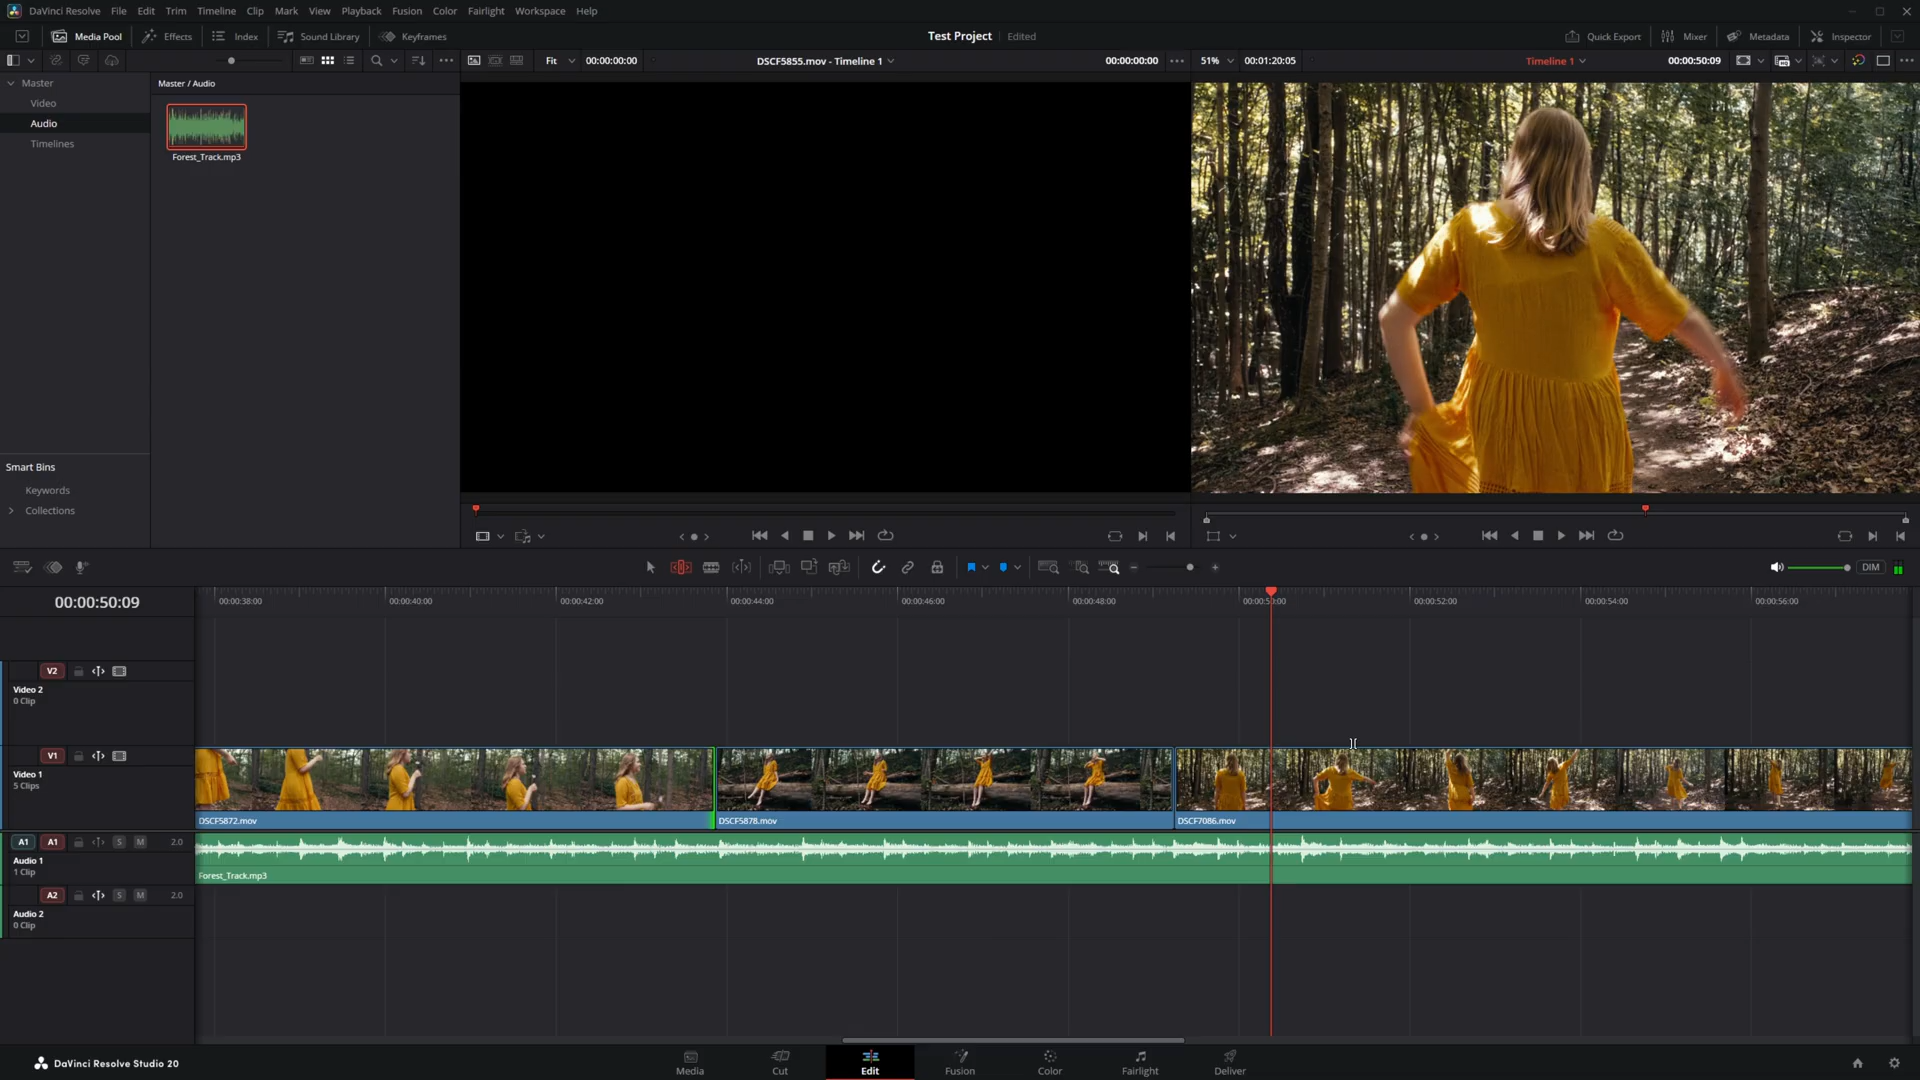 DaVinci Resolve File Edit Trim Timeline Clip Mark View Playback Fusion Color Fairlight Workspace Help
Media Pool Effects Index Sound Library Keyframes Test Project Edited Quick Export Mixer Metadata Inspector
Fit 00:00:00:00 DSCF5855.mov - Timeline 1 00:00:00:00 51% 00:01:20:05 Timeline 1 00:00:50:09
Master
Video
Audio
Timelines
Master / Audio
Forest_Track.mp3
Smart Bins
Keywords
Collections
DIM
00:00:50:09
00:00:38:00 00:00:40:00 00:00:42:00 00:00:44:00 00:00:46:00 00:00:48:00 00:00:50:00 00:00:52:00 00:00:54:00 00:00:56:00
V2
Video 2
0 Clip
V1
Video 1
5 Clips
DSCF5872.mov DSCF5878.mov DSCF7086.mov
A1 A1 S M 2.0
Audio 1
1 Clip
Forest_Track.mp3
A2 S M 2.0
Audio 2
0 Clip
DaVinci Resolve Studio 20
Media Cut Edit Fusion Color Fairlight Deliver